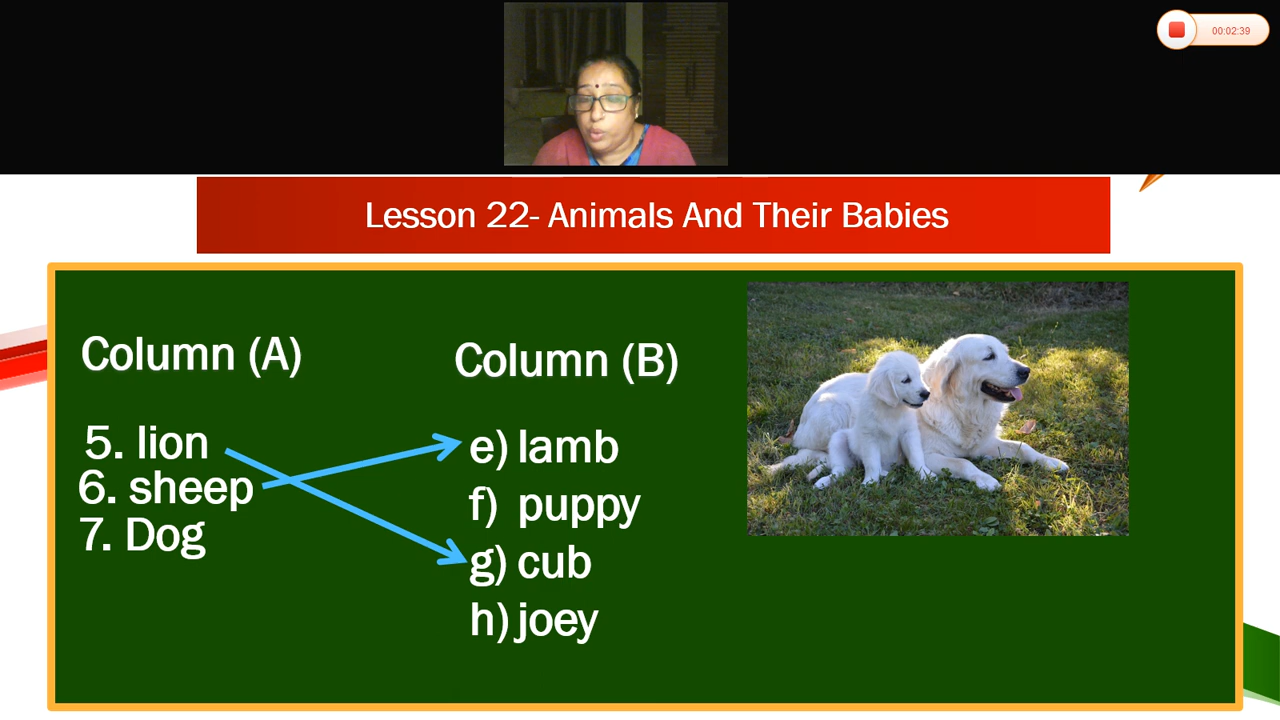 00:02:39
Lesson 22- Animals And Their Babies
Column (A)
Column (B)
5. lion
6. sheep
7. Dog
e) lamb
f) puppy
g) cub
h) joey